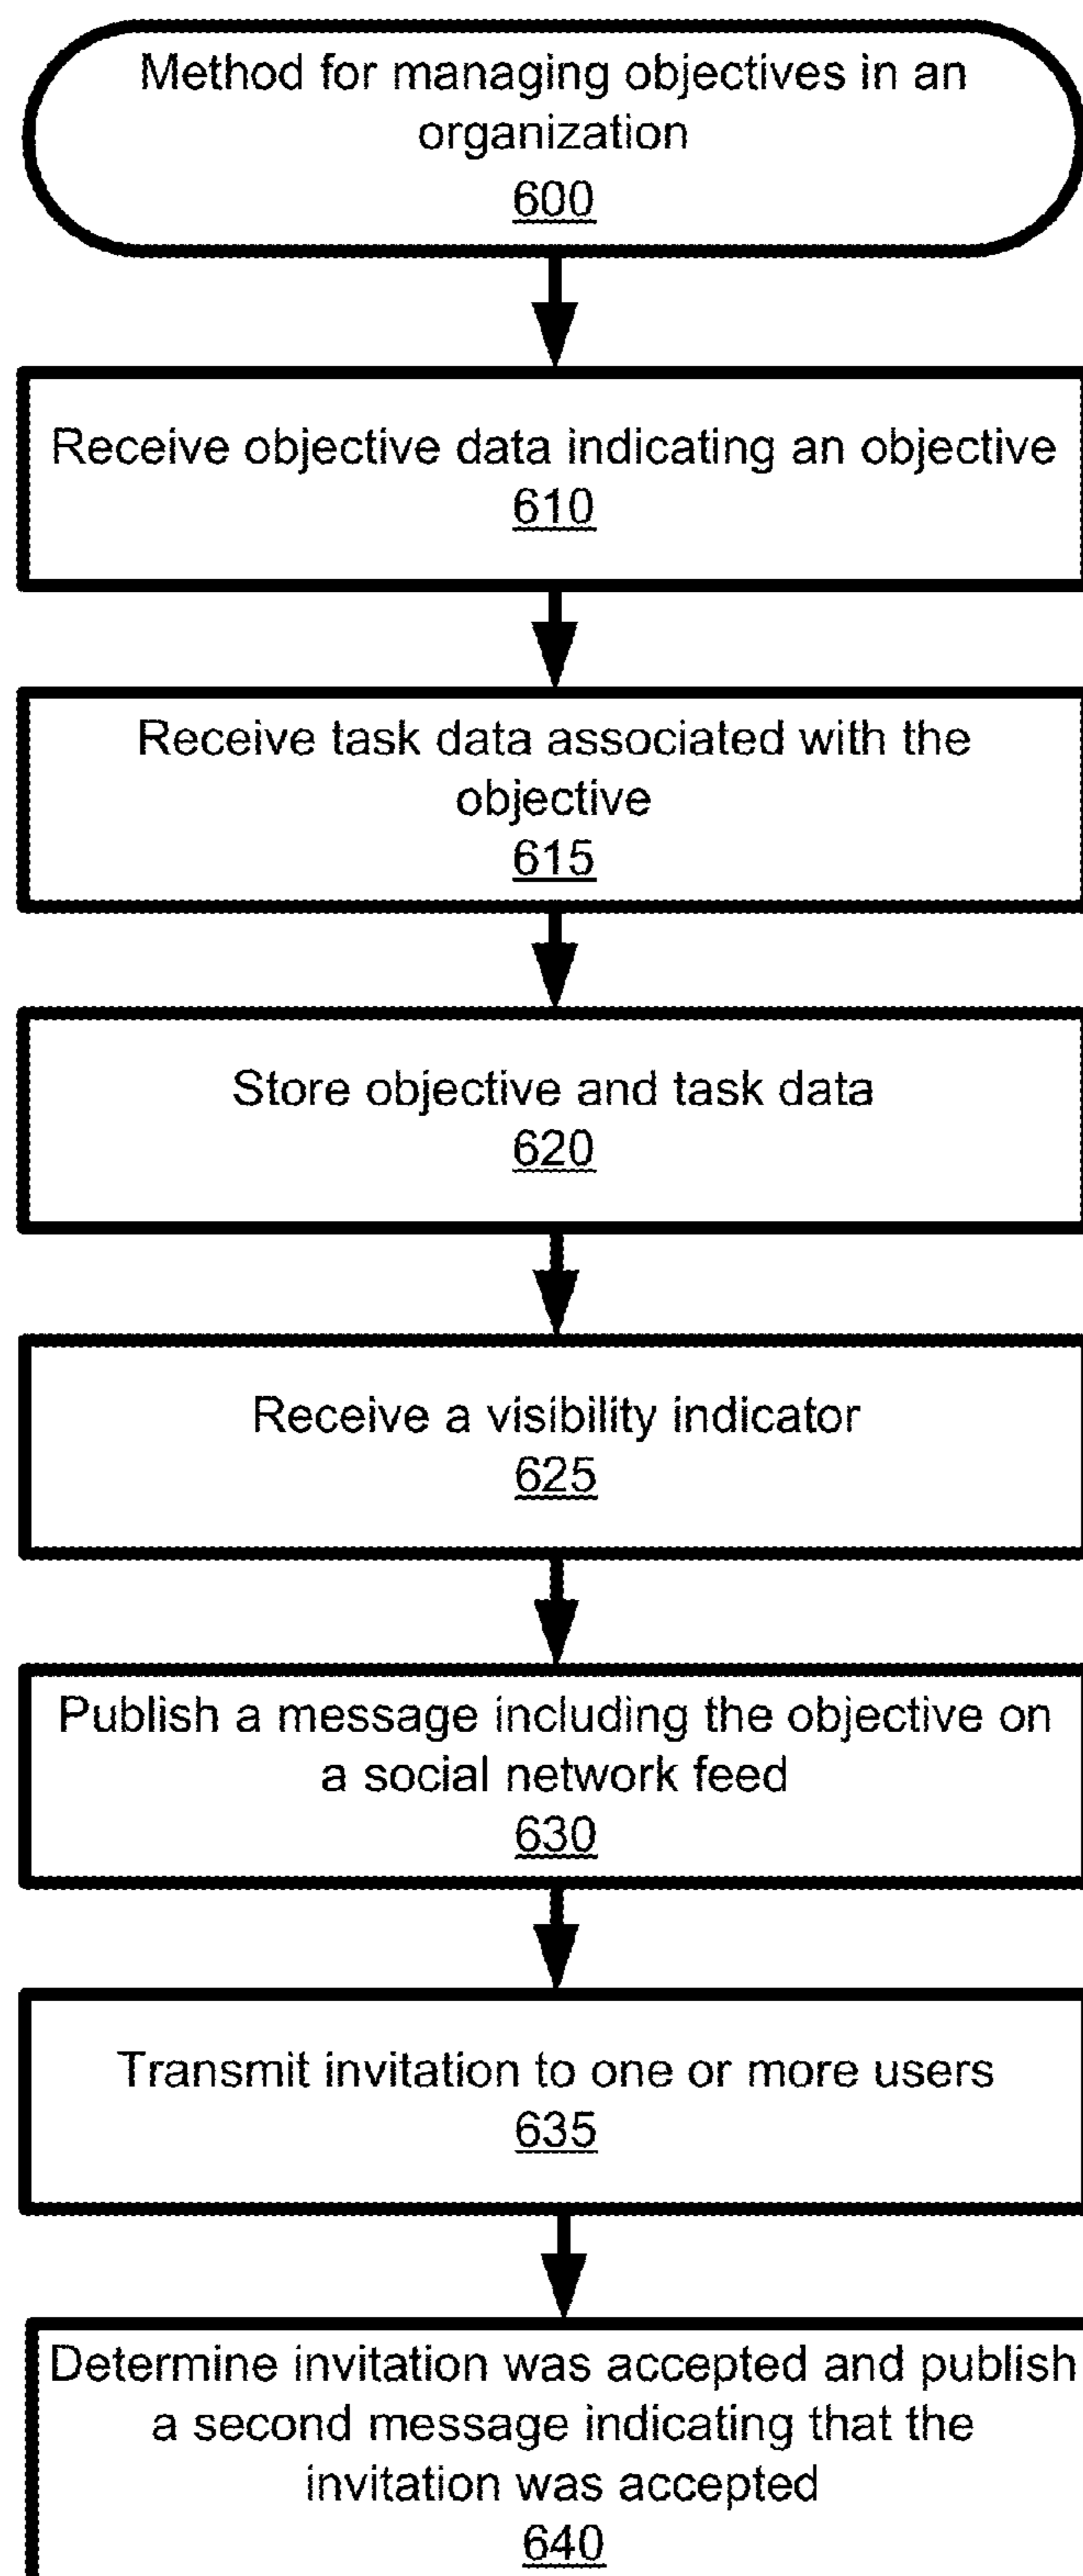 Method for managing objectives in an
organization
600
Receive objective data indicating an objective
610
Receive task data associated with the
objective
615
Store objective and task data
620
Receive a visibility indicator
625
Publish a message including the objective on
a social network feed
630
Transmit invitation to one or more users
635
Determine invitation was accepted and publish
a second message indicating that the
invitation was accepted
640